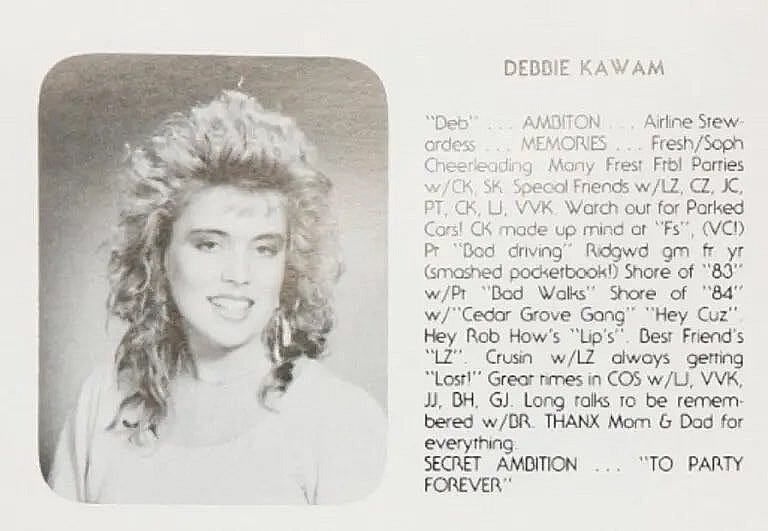 DEBBIE KAWAM
"Deb" . . . AMBITON . . . Airline Stew-
ardess . . . MEMORIES . . . Fresh/Soph
Cheerleading Many Frest Frbl Parties
w/CK, SK. Special Friends w/LZ, CZ, JC,
PT, CK, LJ, VVK. Watch out for Parked
Cars! CK made up mind at "Fs", (VC!)
Pt "Bad driving" Ridgwd gm fr yr
(smashed pocketbook!) Shore of "83"
w/Pt "Bad Walks" Shore of "84"
w/"Cedar Grove Gang" "Hey Cuz".
Hey Rob How's "Lip's". Best Friend's
"LZ". Crusin w/LZ always getting
"Lost!" Great times in COS w/LJ, VVK,
JJ, BH, GJ. Long talks to be remem-
bered w/BR. THANX Mom & Dad for
everything.
SECRET AMBITION . . . "TO PARTY
FOREVER"